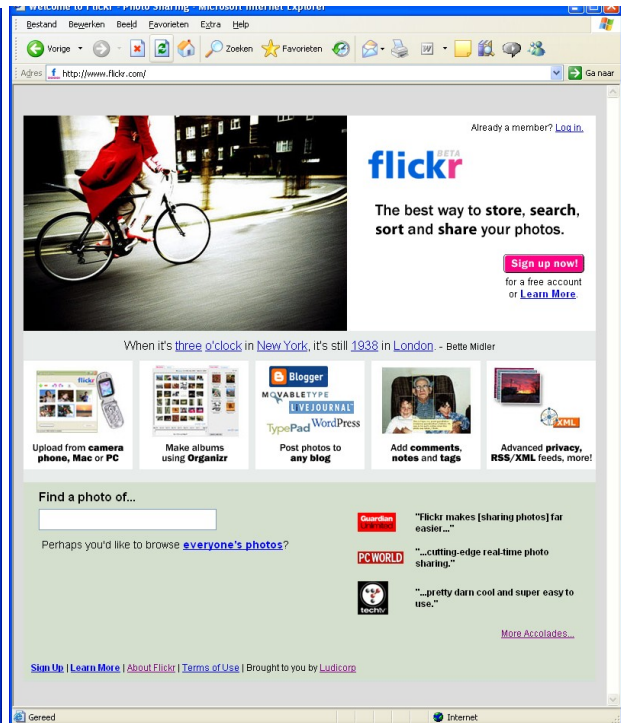 Welcome to Flickr - Photo Sharing - Microsoft Internet Explorer
Bestand Bewerken Beeld Favorieten Extra Help
Vorige Zoeken Favorieten
Adres http://www.flickr.com/ Ga naar
Already a member? Log in.
flickr BETA
The best way to store, search,
sort and share your photos.
Sign up now!
for a free account
or Learn More.
When it's three o'clock in New York, it's still 1938 in London. - Bette Midler
flickr
Blogger
MOVABLETYPE
LIVEJOURNAL
TypePad WordPress
XML
Upload from camera
phone, Mac or PC
Make albums
using Organizr
Post photos to
any blog
Add comments,
notes and tags
Advanced privacy,
RSS/XML feeds, more!
Find a photo of...
Perhaps you'd like to browse everyone's photos?
Guardian
Unlimited
"Flickr makes [sharing photos] far
easier..."
PC WORLD
"...cutting-edge real-time photo
sharing."
techtv
"...pretty darn cool and super easy to
use."
More Accolades...
Sign Up | Learn More | About Flickr | Terms of Use | Brought to you by Ludicorp
Gereed Internet